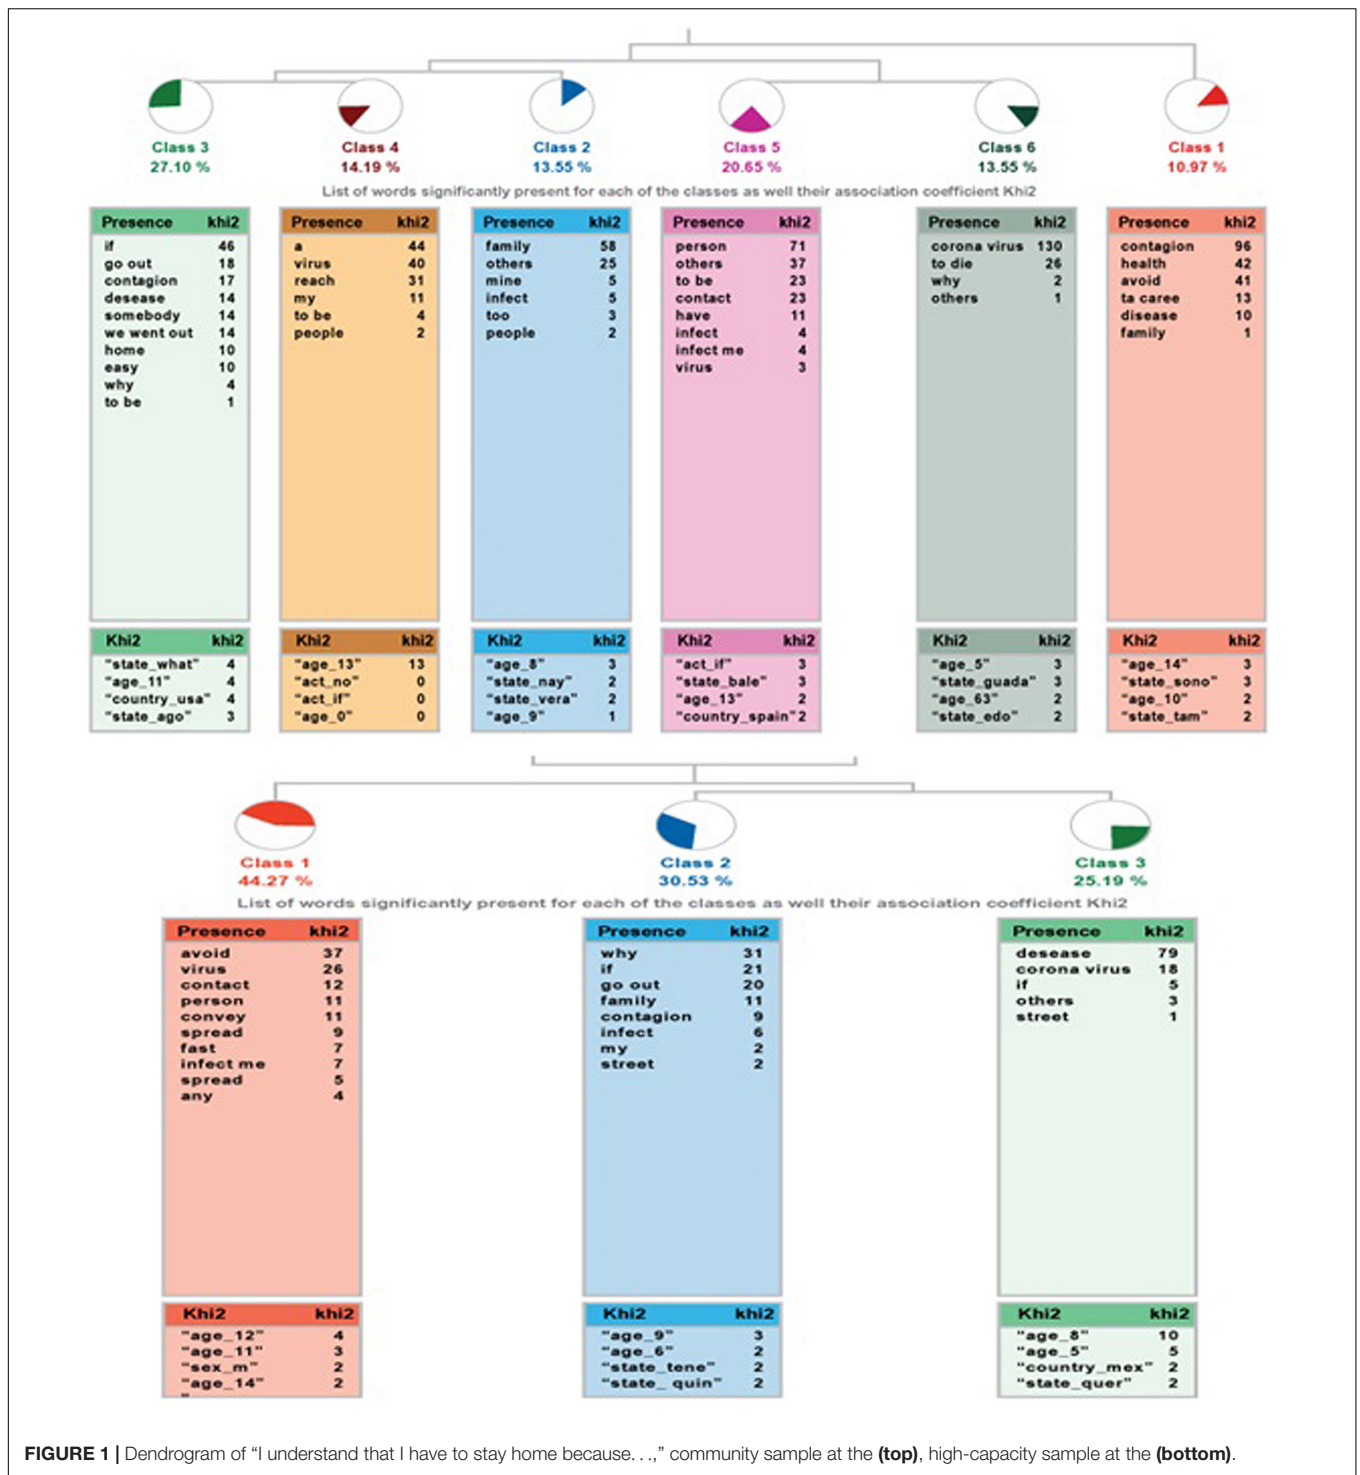 Class 3 Class 4 Class 2 Class 5 Class 6 Class 1
27.10 % 14.19 % 13.55 % 20.65 % 13.55 % 10.97 %
List of words significantly present for each of the classes as well their association coefficient Khi2
Presence khi2
if 46
go out 18
contagion 17
desease 14
somebody 14
we went out 14
home 10
easy 10
why 4
to be 1
Khi2 khi2
"state_what" 4
"age_11" 4
"country_usa" 4
"state_ago" 3
Presence khi2
a 44
virus 40
reach 31
my 11
to be 4
people 2
Khi2 khi2
"age_13" 13
"act_no" 0
"act_if" 0
"age_0" 0
Presence khi2
family 58
others 25
mine 5
infect 5
too 3
people 2
Khi2 khi2
"age_8" 3
"state_nay" 2
"state_vera" 2
"age_9" 1
Presence khi2
person 71
others 37
to be 23
contact 23
have 11
infect 4
infect me 4
virus 3
Khi2 khi2
"act_if" 3
"state_bale" 3
"age_13" 2
"country_spain" 2
Presence khi2
corona virus 130
to die 26
why 2
others 1
Khi2 khi2
"age_5" 3
"state_guada" 3
"age_63" 2
"state_edo" 2
Presence khi2
contagion 96
health 42
avoid 41
ta caree 13
disease 10
family 1
Khi2 khi2
"age_14" 3
"state_sono" 3
"age_10" 2
"state_tam" 2
Class 1 Class 2 Class 3
44.27 % 30.53 % 25.19 %
List of words significantly present for each of the classes as well their association coefficient Khi2
Presence khi2
avoid 37
virus 26
contact 12
person 11
convey 11
spread 9
fast 7
infect me 7
spread 5
any 4
Khi2 khi2
"age_12" 4
"age_11" 3
"sex_m" 2
"age_14" 2
"
Presence khi2
why 31
if 21
go out 20
family 11
contagion 9
infect 6
my 2
street 2
Khi2 khi2
"age_9" 3
"age_6" 2
"state_tene" 2
"state_ quin" 2
Presence khi2
desease 79
corona virus 18
if 5
others 3
street 1
Khi2 khi2
"age_8" 10
"age_5" 5
"country_mex" 2
"state_quer" 2
FIGURE 1 | Dendrogram of “I understand that I have to stay home because. . .,” community sample at the (top), high-capacity sample at the (bottom).